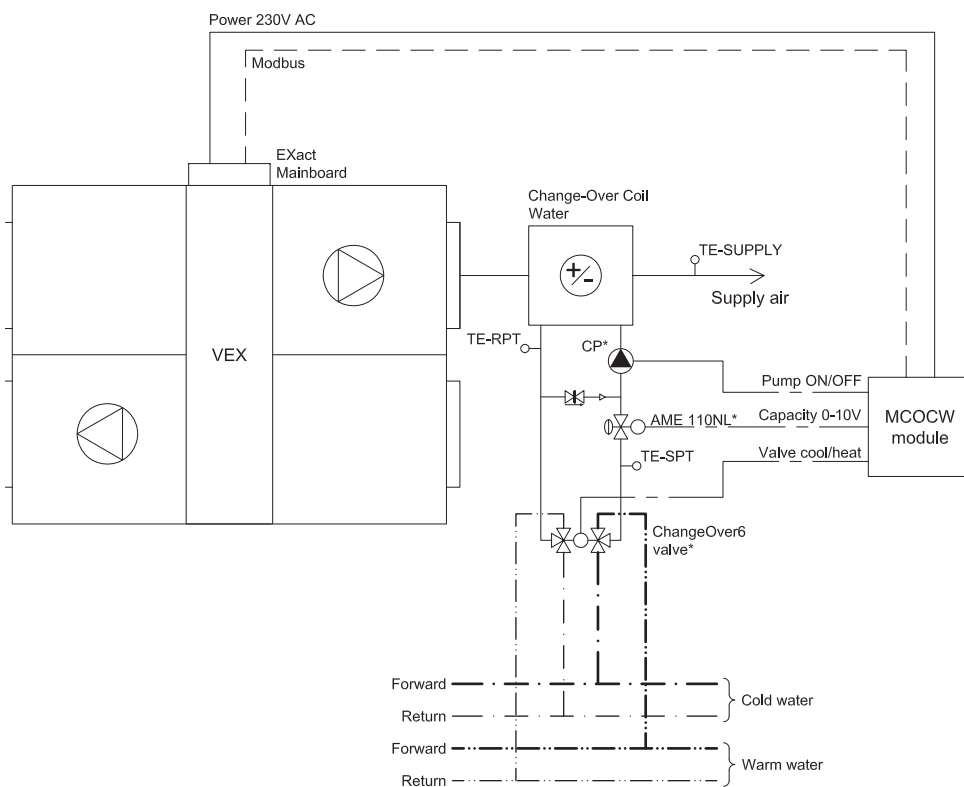 Power 230V AC
Modbus
EXact
Mainboard
Change-Over Coil
Water
TE-SUPPLY
+/-
Supply air
TE-RPT
CP*
VEX
Pump ON/OFF
AME 110NL*
Capacity 0-10V
MCOCW
module
Valve cool/heat
TE-SPT
ChangeOver6
valve*
Forward
Cold water
Return
Forward
Warm water
Return